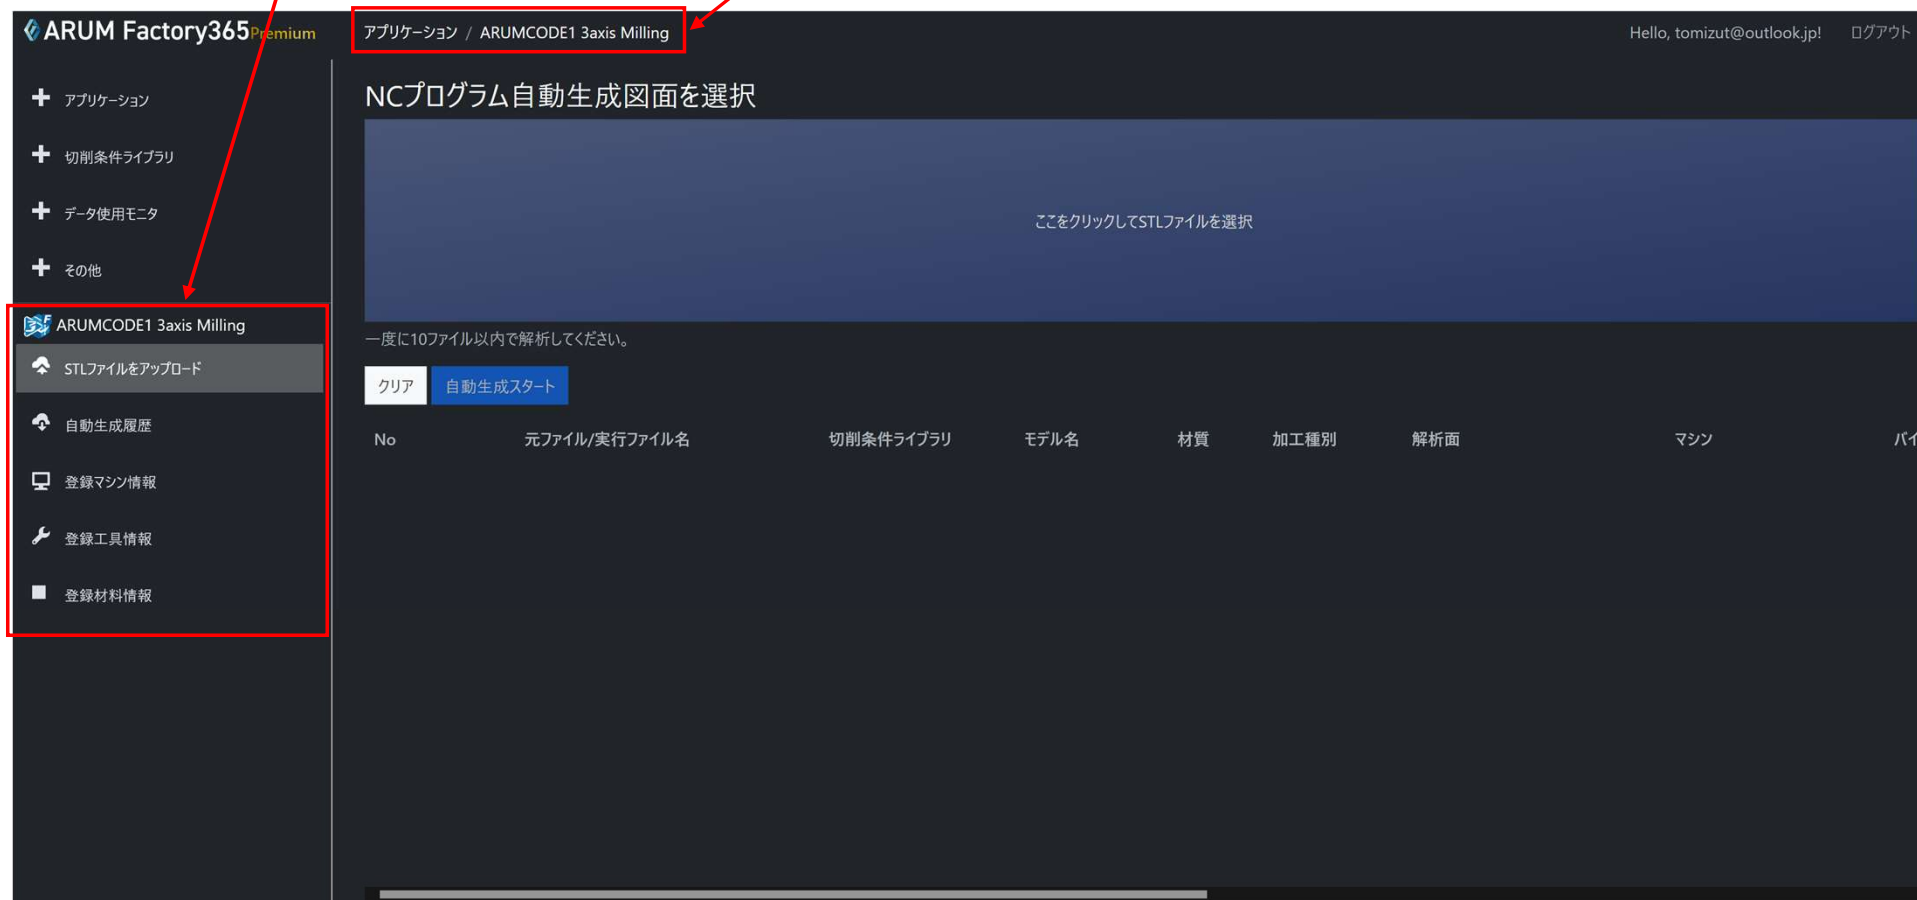 ARUM Factory365Premium
アプリケーション / ARUMCODE1 3axis Milling
Hello, tomizut@outlook.jp!
ログアウト
アプリケーション
切削条件ライブラリ
データ使用モニタ
その他
ARUMCODE1 3axis Milling
STLファイルをアップロード
自動生成履歴
登録マシン情報
登録工具情報
登録材料情報
NCプログラム自動生成図面を選択
ここをクリックしてSTLファイルを選択
一度に10ファイル以内で解析してください。
クリア
自動生成スタート
No 元ファイル/実行ファイル名 切削条件ライブラリ モデル名 材質 加工種別 解析面 マシン バイ